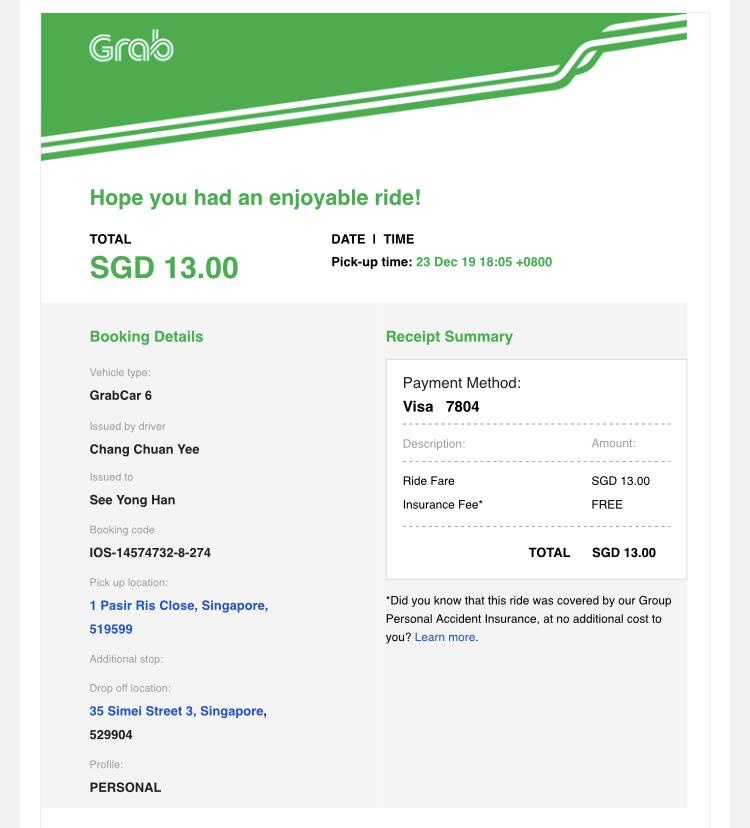 Grab
Hope you had an enjoyable ride!
TOTAL
SGD 13.00
DATE | TIME
Pick-up time: 23 Dec 19 18:05 +0800
Booking Details
Vehicle type:
GrabCar 6
Issued by driver
Chang Chuan Yee
Issued to
See Yong Han
Booking code
IOS-14574732-8-274
Pick up location:
1 Pasir Ris Close, Singapore,
519599
Additional stop:
Drop off location:
35 Simei Street 3, Singapore,
529904
Profile:
PERSONAL
Receipt Summary
Payment Method:
Visa 7804
Description: Amount:
Ride Fare SGD 13.00
Insurance Fee* FREE
TOTAL SGD 13.00
*Did you know that this ride was covered by our Group
Personal Accident Insurance, at no additional cost to
you? Learn more.